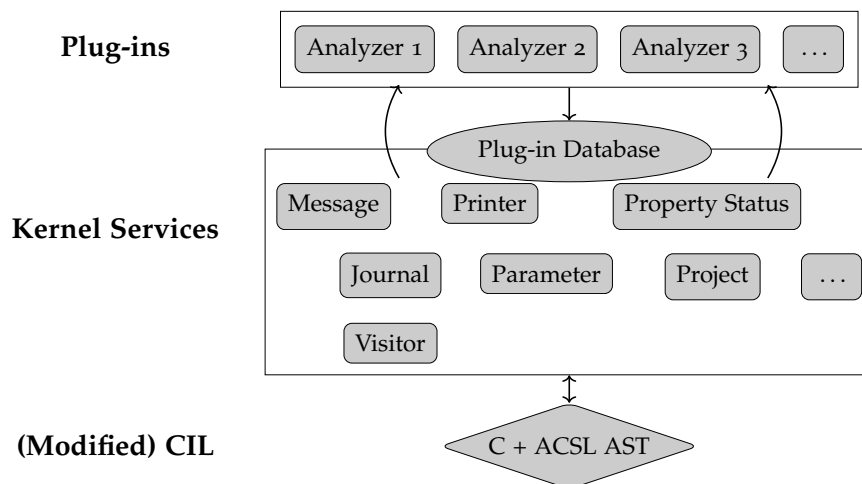 Plug-ins
Analyzer 1 Analyzer 2 Analyzer 3 ...
Plug-in Database
Kernel Services
Message Printer Property Status
Journal Parameter Project ...
Visitor
(Modified) CIL
C + ACSL AST